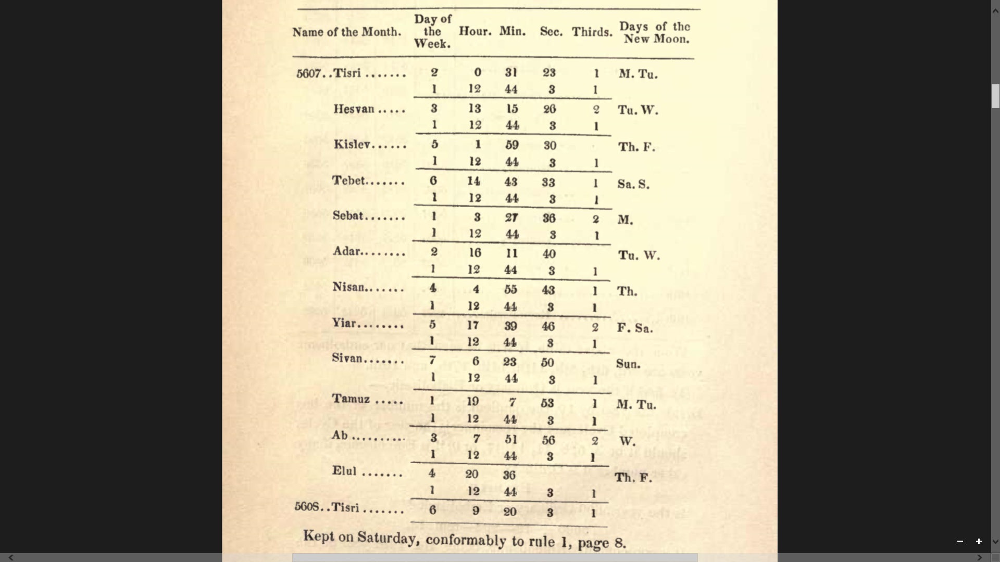 Name of the Month. Day of the Week. Hour. Min. Sec. Thirds. Days of the New Moon.
5607..Tisri ....... 2 0 31 23 1 M. Tu.
1 12 44 3 1
Hesvan ..... 3 13 15 26 2 Tu. W.
1 12 44 3 1
Kislev...... 5 1 59 30 Th. F.
1 12 44 3 1
Tebet....... 6 14 43 33 1 Sa. S.
1 12 44 3 1
Sebat....... 1 3 27 36 2 M.
1 12 44 3 1
Adar........ 2 16 11 40 Tu. W.
1 12 44 3 1
Nisan....... 4 4 55 43 1 Th.
1 12 44 3 1
Yiar........ 5 17 39 46 2 F. Sa.
1 12 44 3 1
Sivan....... 7 6 23 50 Sun.
1 12 44 3 1
Tamuz ..... 1 19 7 53 1 M. Tu.
1 12 44 3 1
Ab .......... 3 7 51 56 2 W.
1 12 44 3 1
Elul ....... 4 20 36 Th. F.
1 12 44 3 1
5608..Tisri ....... 6 9 20 3 1
Kept on Saturday, conformably to rule 1, page 8.